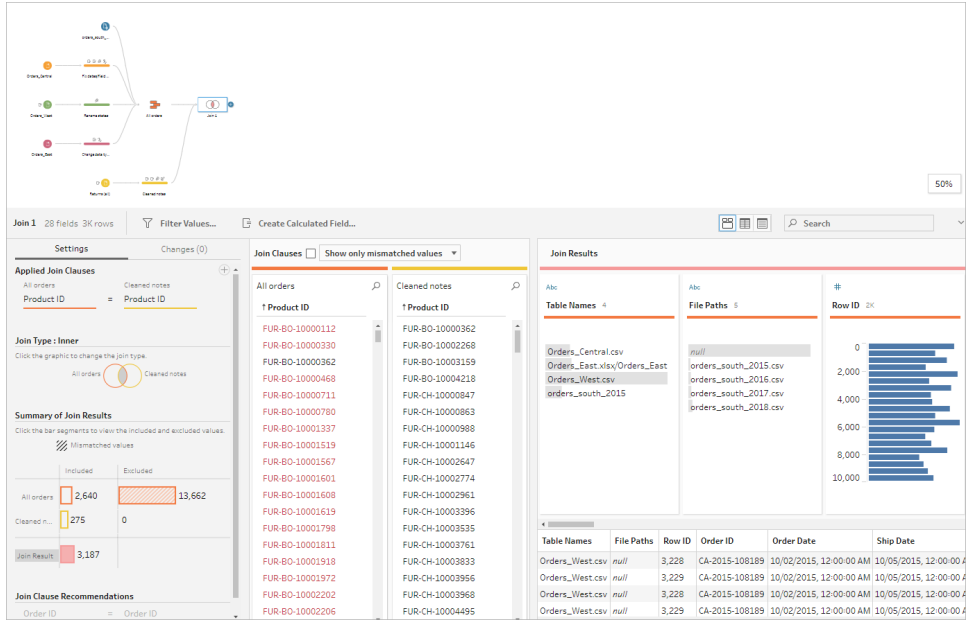 orders_south_...
Orders_Central
Fix dates/field ...
Orders_West
Rename states
All orders
Join 1
Orders_East
Change data ty...
Returns (all)
Cleaned notes
50%
Join 1 28 fields 3K rows Filter Values... Create Calculated Field... Search
Settings Changes (0)
Applied Join Clauses
All orders Cleaned notes
Product ID = Product ID
Join Type : Inner
Click the graphic to change the join type.
All orders Cleaned notes
Summary of Join Results
Click the bar segments to view the included and excluded values.
Mismatched values
Included Excluded
All orders 2,640 13,662
Cleaned n... 275 0
Join Result 3,187
Join Clause Recommendations
Order ID = Order ID
Join Clauses Show only mismatched values
All orders
Product ID
FUR-BO-10000112
FUR-BO-10000330
FUR-BO-10000362
FUR-BO-10000468
FUR-BO-10000711
FUR-BO-10000780
FUR-BO-10001337
FUR-BO-10001519
FUR-BO-10001567
FUR-BO-10001601
FUR-BO-10001608
FUR-BO-10001619
FUR-BO-10001798
FUR-BO-10001811
FUR-BO-10001918
FUR-BO-10001972
FUR-BO-10002202
FUR-BO-10002206
Cleaned notes
Product ID
FUR-BO-10000362
FUR-BO-10002268
FUR-BO-10003159
FUR-BO-10004218
FUR-CH-10000847
FUR-CH-10000863
FUR-CH-10000988
FUR-CH-10001146
FUR-CH-10002647
FUR-CH-10002774
FUR-CH-10002961
FUR-CH-10003396
FUR-CH-10003535
FUR-CH-10003761
FUR-CH-10003833
FUR-CH-10003956
FUR-CH-10003968
FUR-CH-10004495
Join Results
Abc
Table Names 4
Orders_Central.csv
Orders_East.xlsx/Orders_East
Orders_West.csv
orders_south_2015
Abc
File Paths 5
null
orders_south_2015.csv
orders_south_2016.csv
orders_south_2017.csv
orders_south_2018.csv
#
Row ID 2K
0
2,000
4,000
6,000
8,000
10,000
Table Names File Paths Row ID Order ID Order Date Ship Date
Orders_West.csv null 3,228 CA-2015-108189 10/02/2015, 12:00:00 AM 10/05/2015, 12:00:00 A
Orders_West.csv null 3,229 CA-2015-108189 10/02/2015, 12:00:00 AM 10/05/2015, 12:00:00 A
Orders_West.csv null 3,228 CA-2015-108189 10/02/2015, 12:00:00 AM 10/05/2015, 12:00:00 A
Orders_West.csv null 3,229 CA-2015-108189 10/02/2015, 12:00:00 AM 10/05/2015, 12:00:00 A